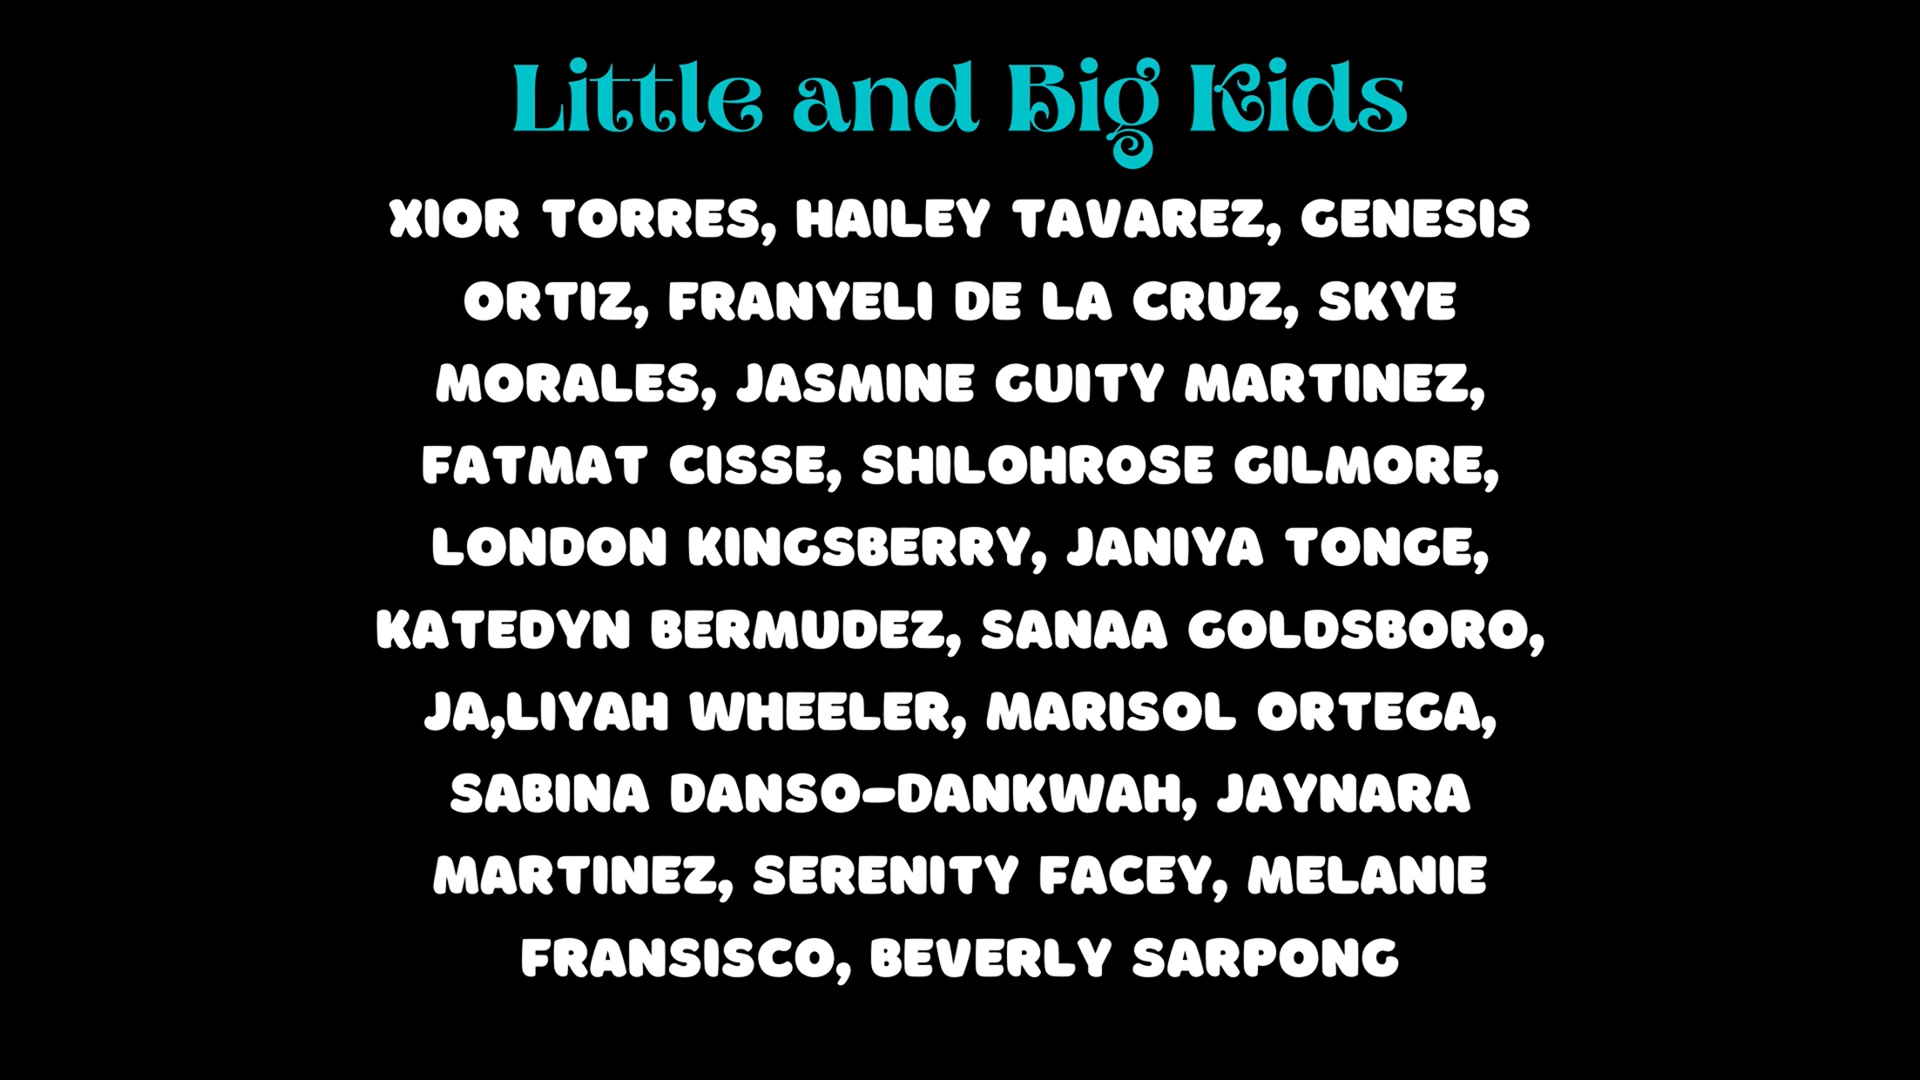 Little and Big Kids
XIOR TORRES, HAILEY TAVAREZ, GENESIS
ORTIZ, FRANYELI DE LA CRUZ, SKYE
MORALES, JASMINE GUITY MARTINEZ,
FATMAT CISSE, SHILOHROSE GILMORE,
LONDON KINGSBERRY, JANIYA TONGE,
KATEDYN BERMUDEZ, SANAA GOLDSBORO,
JA,LIYAH WHEELER, MARISOL ORTEGA,
SABINA DANSO-DANKWAH, JAYNARA
MARTINEZ, SERENITY FACEY, MELANIE
FRANSISCO, BEVERLY SARPONG